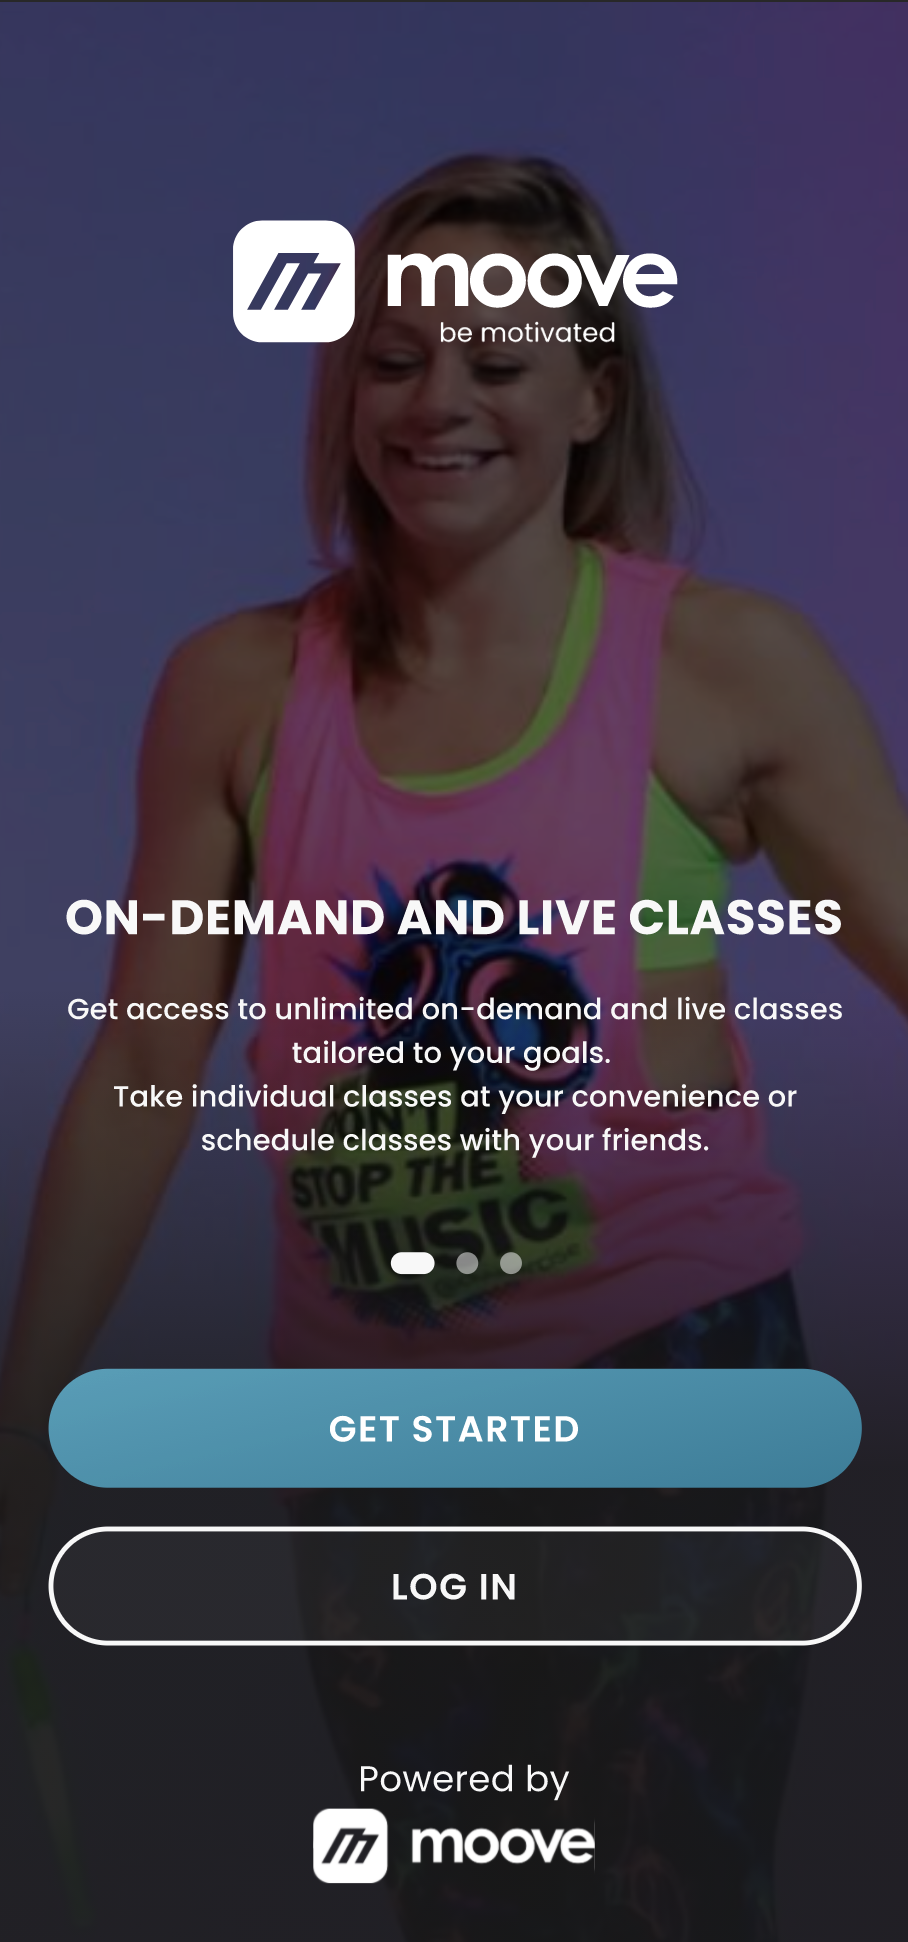 moove
be motivated
ON-DEMAND AND LIVE CLASSES
Get access to unlimited on-demand and live classes
tailored to your goals.
Take individual classes at your convenience or
schedule classes with your friends.
DON'T
STOP THE
MUSIC
GET STARTED
LOG IN
Powered by
moove